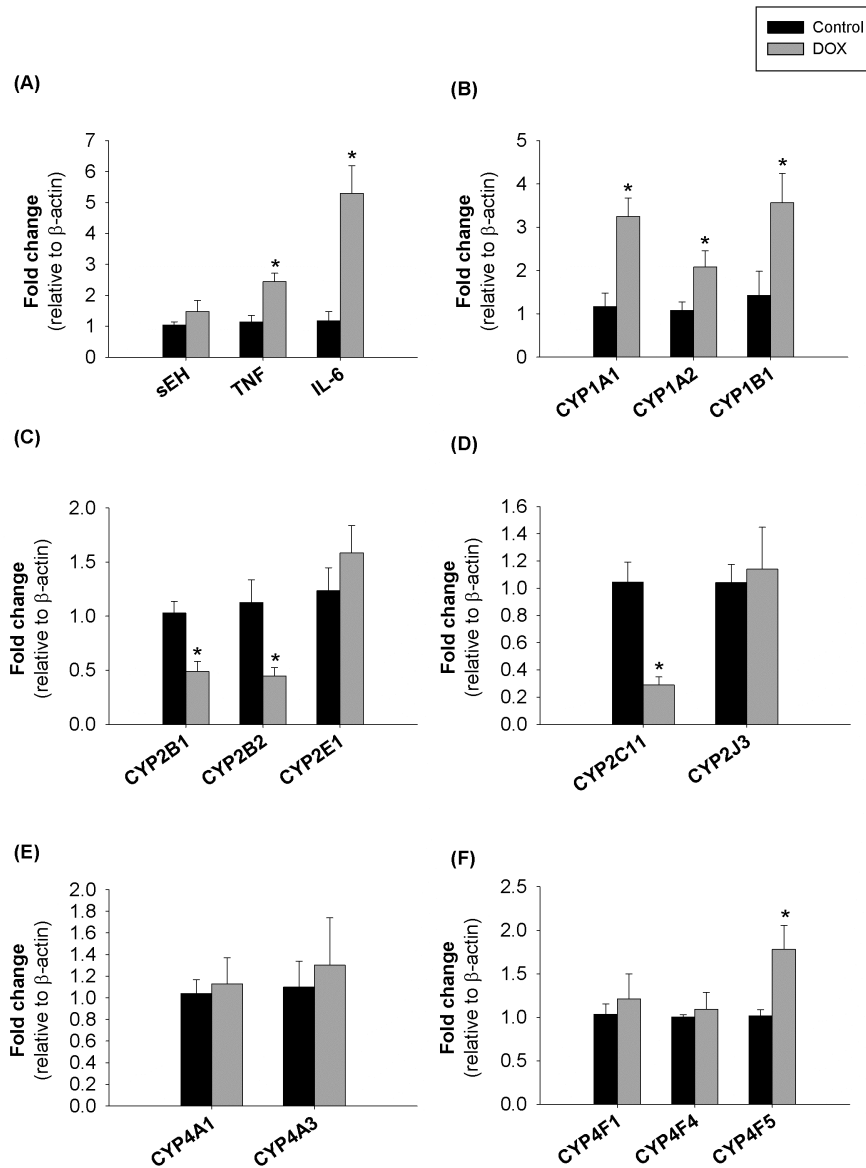 Control
DOX
(A)
Fold change
(relative to β-actin)
7
6
5
4
3
2
1
0
*
*
sEH
TNF
IL-6
(B)
Fold change
(relative to β-actin)
5
4
3
2
1
0
*
*
*
CYP1A1
CYP1A2
CYP1B1
(C)
Fold change
(relative to β-actin)
2.0
1.5
1.0
0.5
0.0
*
*
CYP2B1
CYP2B2
CYP2E1
(D)
Fold change
(relative to β-actin)
1.6
1.4
1.2
1.0
0.8
0.6
0.4
0.2
0.0
*
CYP2C11
CYP2J3
(E)
Fold change
(relative to β-actin)
2.0
1.8
1.6
1.4
1.2
1.0
0.8
0.6
0.4
0.2
0.0
CYP4A1
CYP4A3
(F)
Fold change
(relative to β-actin)
2.5
2.0
1.5
1.0
0.5
0.0
*
CYP4F1
CYP4F4
CYP4F5